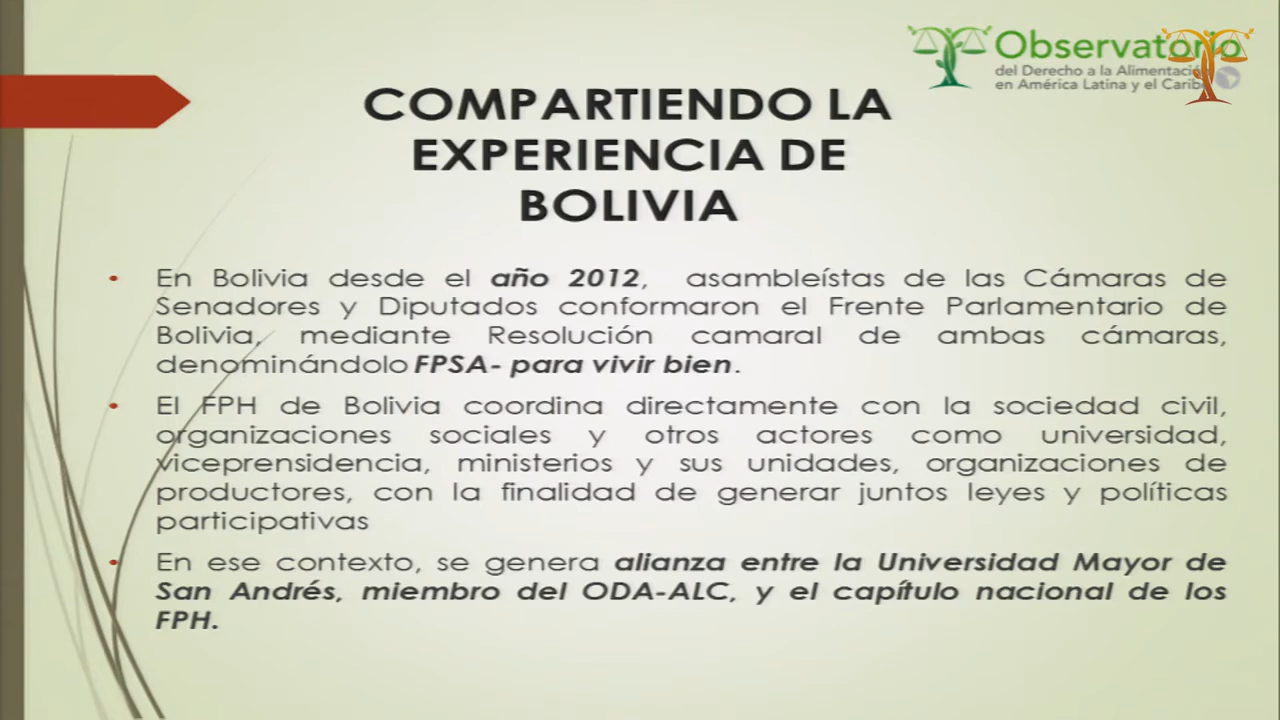 Observatorio
del Derecho a la Alimentación
en América Latina y el Caribe
COMPARTIENDO LA
EXPERIENCIA DE
BOLIVIA
• En Bolivia desde el año 2012, asambleístas de las Cámaras de
Senadores y Diputados conformaron el Frente Parlamentario de
Bolivia, mediante Resolución camaral de ambas cámaras,
denominándolo FPSA- para vivir bien.
• El FPH de Bolivia coordina directamente con la sociedad civil,
organizaciones sociales y otros actores como universidad,
viceprensidencia, ministerios y sus unidades, organizaciones de
productores, con la finalidad de generar juntos leyes y políticas
participativas
• En ese contexto, se genera alianza entre la Universidad Mayor de
San Andrés, miembro del ODA-ALC, y el capítulo nacional de los
FPH.